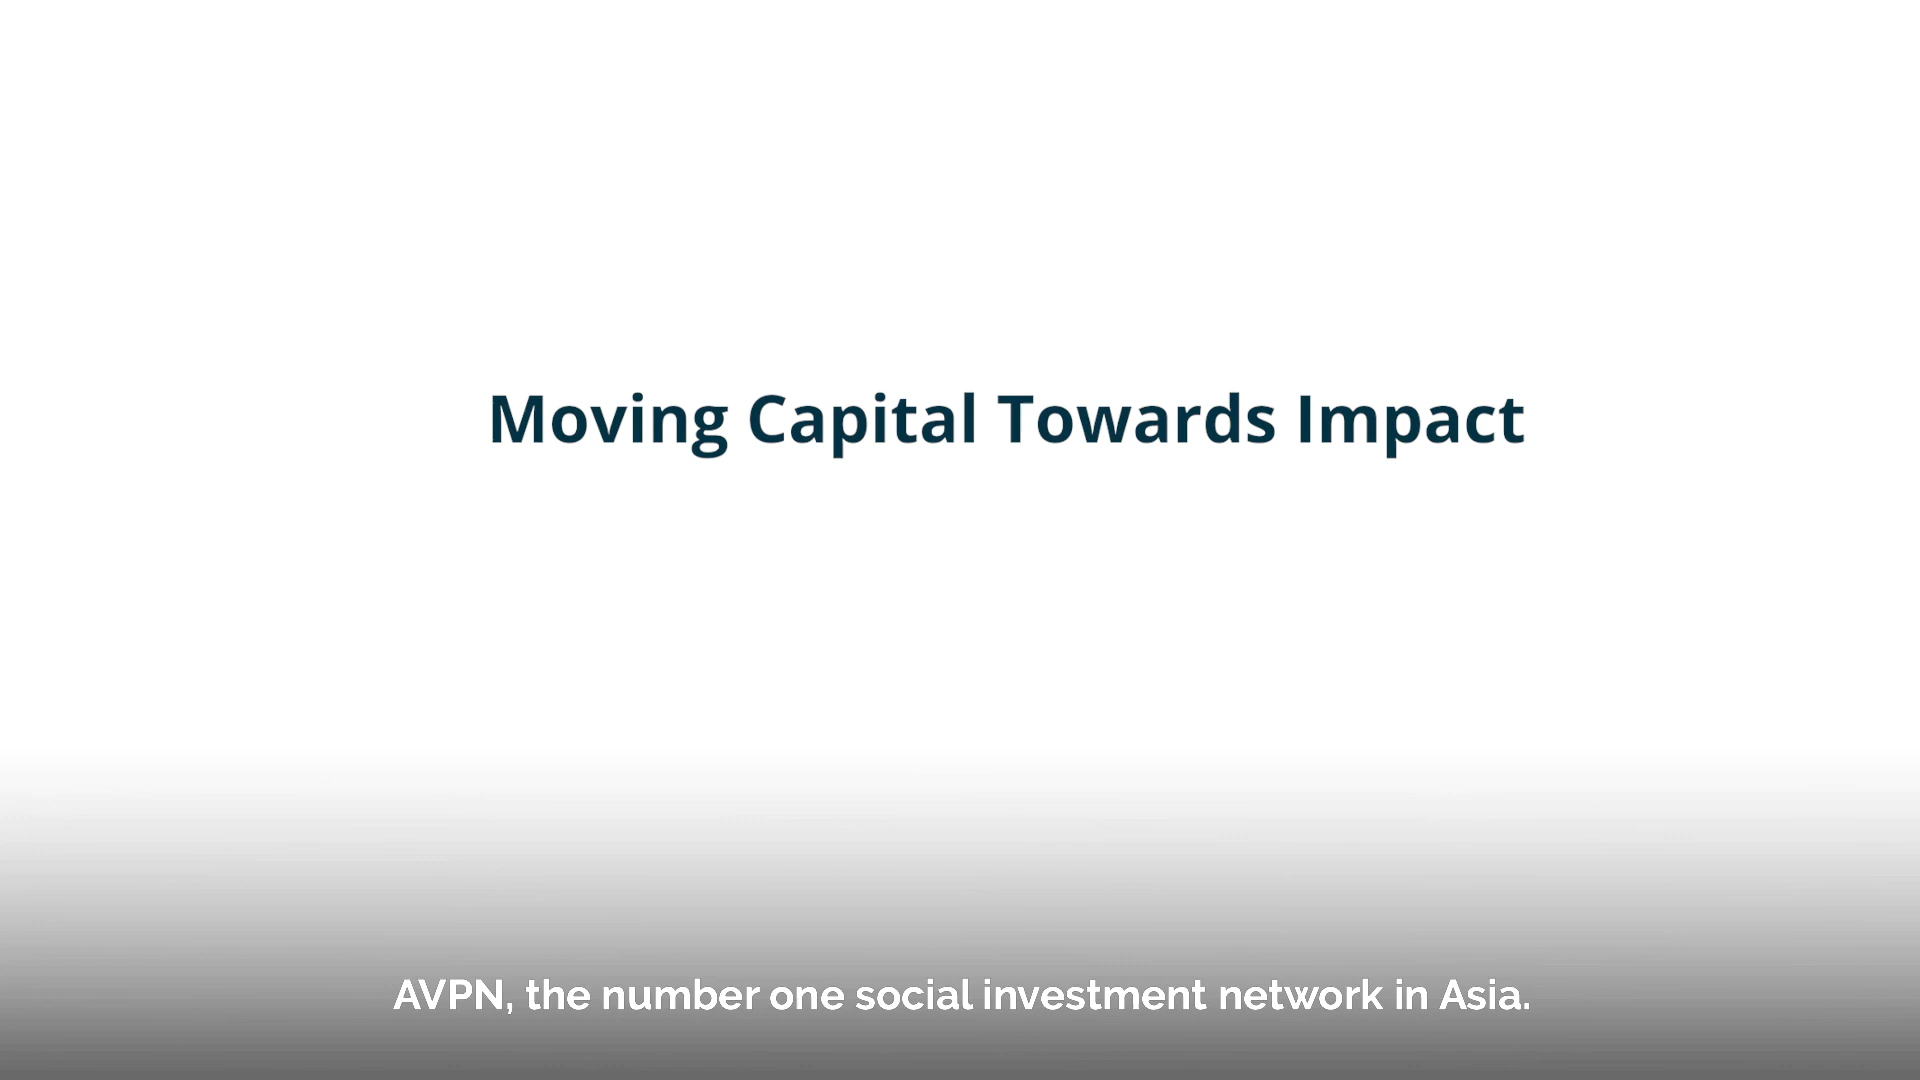 Moving Capital Towards Impact
AVPN, the number one social investment network in Asia.